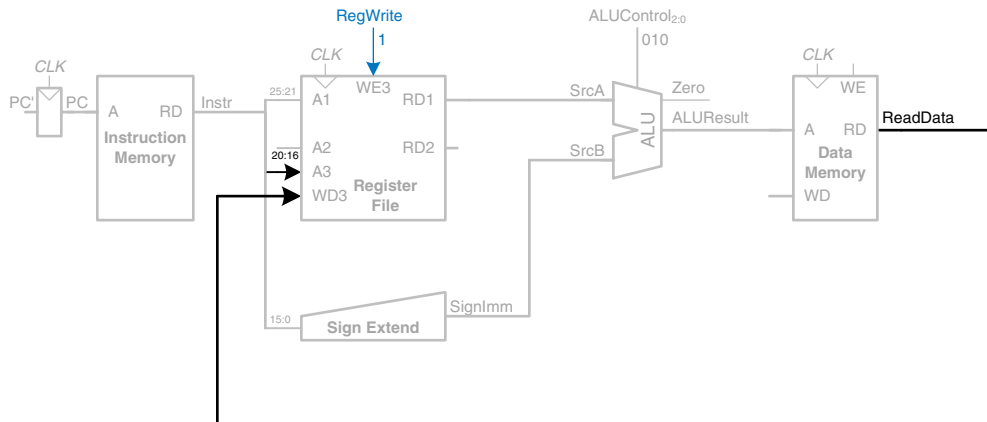 RegWrite
1
ALUControl2:0
010
CLK
PC'
PC
A
RD
Instruction
Memory
Instr
25:21
20:16
15:0
CLK
WE3
A1
RD1
A2
RD2
A3
WD3
Register
File
SrcA
SrcB
ALU
Zero
ALUResult
CLK
WE
A
RD
Data
Memory
WD
ReadData
SignImm
Sign Extend